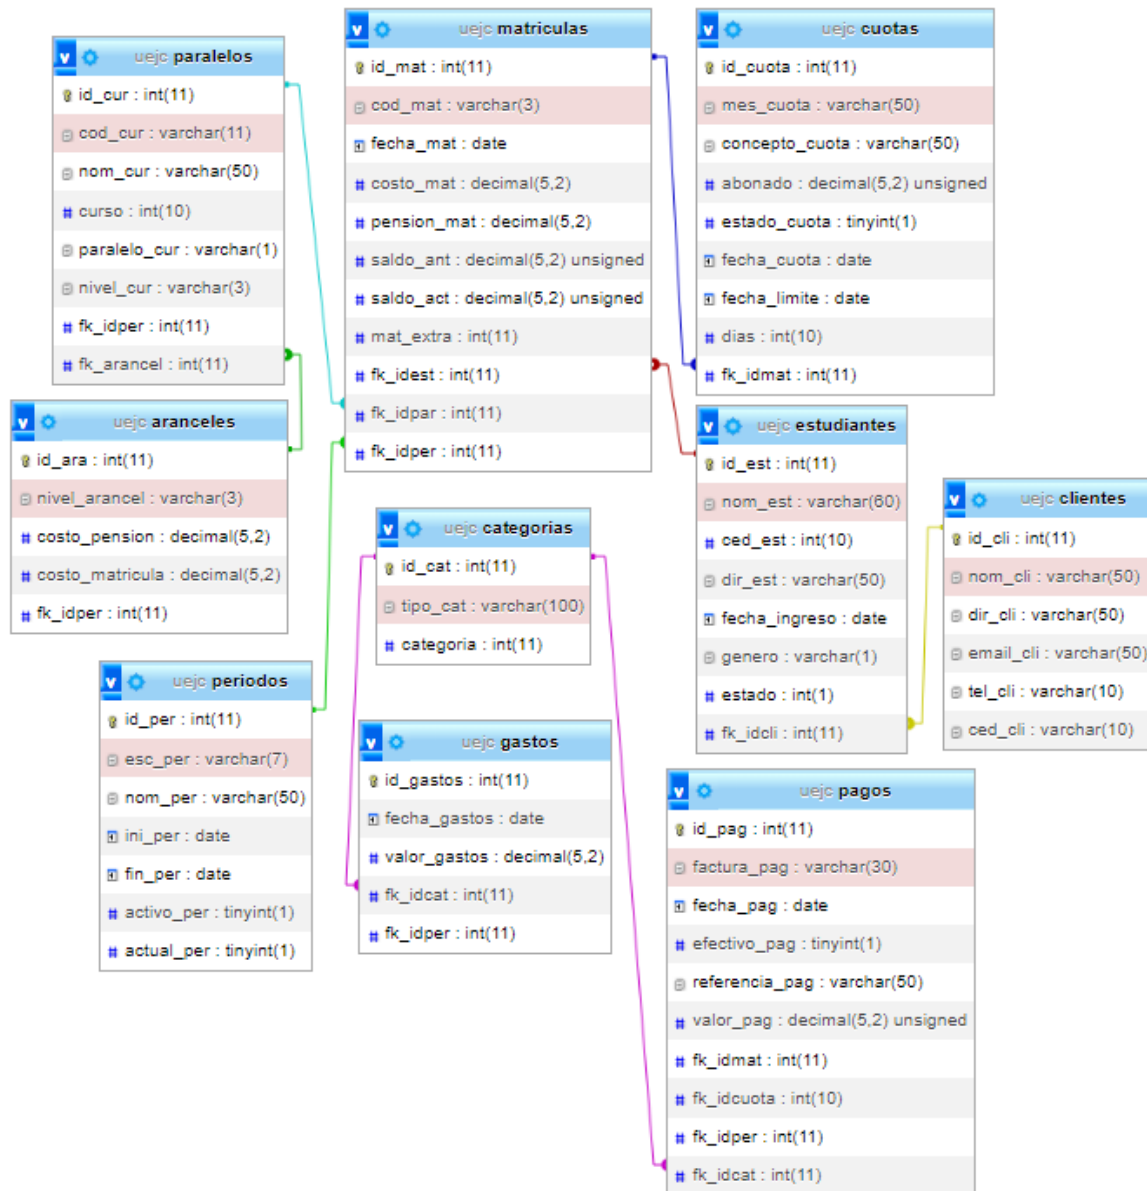 uejc paralelos
id_cur : int(11)
cod_cur : varchar(11)
nom_cur : varchar(50)
curso : int(10)
paralelo_cur : varchar(1)
nivel_cur : varchar(3)
fk_idper : int(11)
fk_arancel : int(11)
uejc matriculas
id_mat : int(11)
cod_mat : varchar(3)
fecha_mat : date
costo_mat : decimal(5,2)
pension_mat : decimal(5,2)
saldo_ant : decimal(5,2) unsigned
saldo_act : decimal(5,2) unsigned
mat_extra : int(11)
fk_idest : int(11)
fk_idpar : int(11)
fk_idper : int(11)
uejc cuotas
id_cuota : int(11)
mes_cuota : varchar(50)
concepto_cuota : varchar(50)
abonado : decimal(5,2) unsigned
estado_cuota : tinyint(1)
fecha_cuota : date
fecha_limite : date
dias : int(10)
fk_idmat : int(11)
uejc aranceles
id_ara : int(11)
nivel_arancel : varchar(3)
costo_pension : decimal(5,2)
costo_matricula : decimal(5,2)
fk_idper : int(11)
uejc estudiantes
id_est : int(11)
nom_est : varchar(60)
ced_est : int(10)
dir_est : varchar(50)
fecha_ingreso : date
genero : varchar(1)
estado : int(1)
fk_idcli : int(11)
uejc clientes
id_cli : int(11)
nom_cli : varchar(50)
dir_cli : varchar(50)
email_cli : varchar(50)
tel_cli : varchar(10)
ced_cli : varchar(10)
uejc categorias
id_cat : int(11)
tipo_cat : varchar(100)
categoria : int(11)
uejc periodos
id_per : int(11)
esc_per : varchar(7)
nom_per : varchar(50)
ini_per : date
fin_per : date
activo_per : tinyint(1)
actual_per : tinyint(1)
uejc gastos
id_gastos : int(11)
fecha_gastos : date
valor_gastos : decimal(5,2)
fk_idcat : int(11)
fk_idper : int(11)
uejc pagos
id_pag : int(11)
factura_pag : varchar(30)
fecha_pag : date
efectivo_pag : tinyint(1)
referencia_pag : varchar(50)
valor_pag : decimal(5,2) unsigned
fk_idmat : int(11)
fk_idcuota : int(10)
fk_idper : int(11)
fk_idcat : int(11)